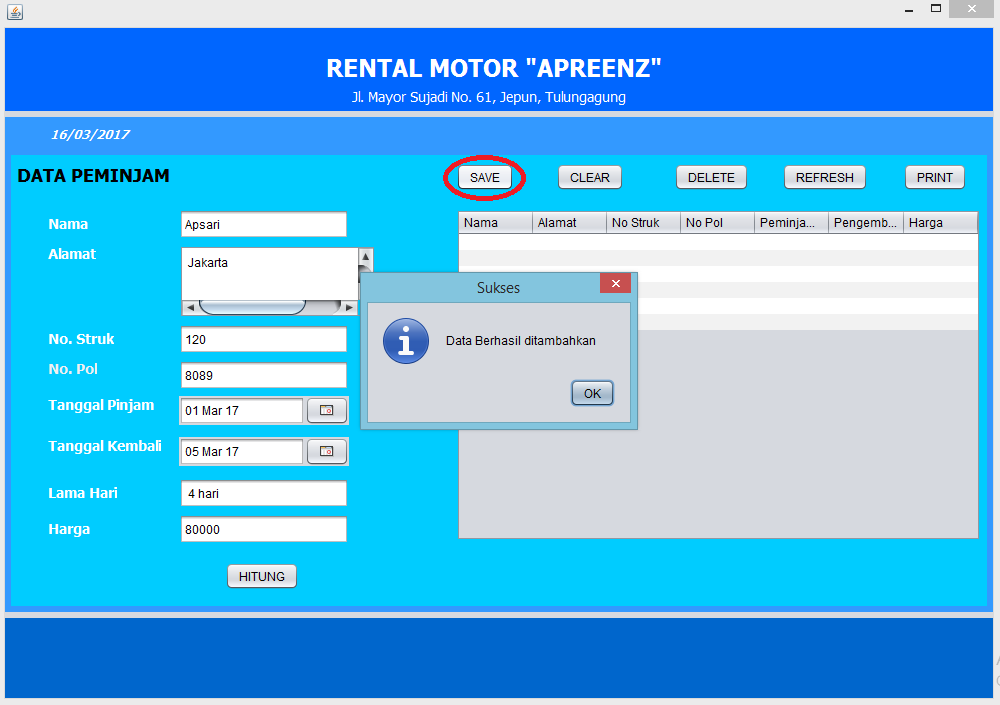 RENTAL MOTOR "APREENZ"
Jl. Mayor Sujadi No. 61, Jepun, Tulungagung
16/03/2017
DATA PEMINJAM
SAVE CLEAR DELETE REFRESH PRINT
Nama Apsari
Alamat Jakarta
No. Struk 120
No. Pol 8089
Tanggal Pinjam 01 Mar 17
Tanggal Kembali 05 Mar 17
Lama Hari 4 hari
Harga 80000
HITUNG
Nama Alamat No Struk No Pol Peminja... Pengemb... Harga
Sukses
Data Berhasil ditambahkan
OK